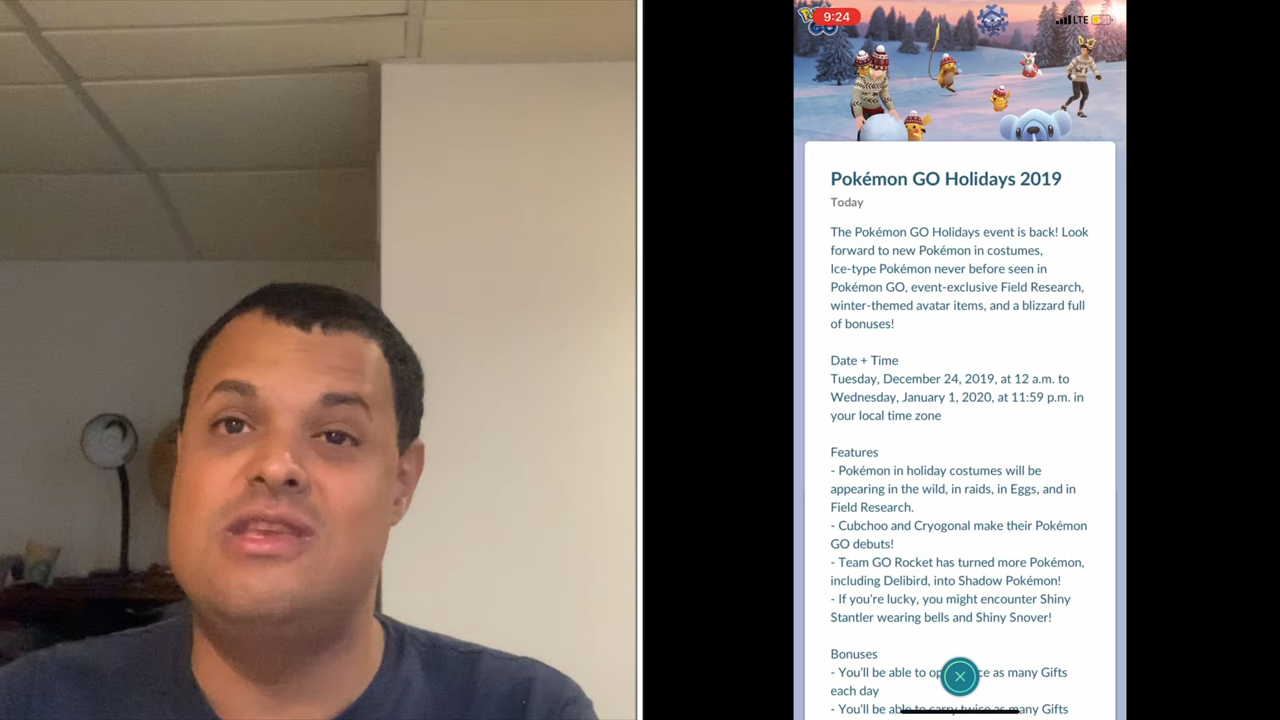 9:24
LTE
GO
Pokémon GO Holidays 2019
Today
The Pokémon GO Holidays event is back! Look
forward to new Pokémon in costumes,
Ice-type Pokémon never before seen in
Pokémon GO, event-exclusive Field Research,
winter-themed avatar items, and a blizzard full
of bonuses!
Date + Time
Tuesday, December 24, 2019, at 12 a.m. to
Wednesday, January 1, 2020, at 11:59 p.m. in
your local time zone
Features
- Pokémon in holiday costumes will be
appearing in the wild, in raids, in Eggs, and in
Field Research.
- Cubchoo and Cryogonal make their Pokémon
GO debuts!
- Team GO Rocket has turned more Pokémon,
including Delibird, into Shadow Pokémon!
- If you're lucky, you might encounter Shiny
Stantler wearing bells and Shiny Snover!
Bonuses
- You'll be able to as many Gifts
each day
- You'll be able to carry twice as many Gifts